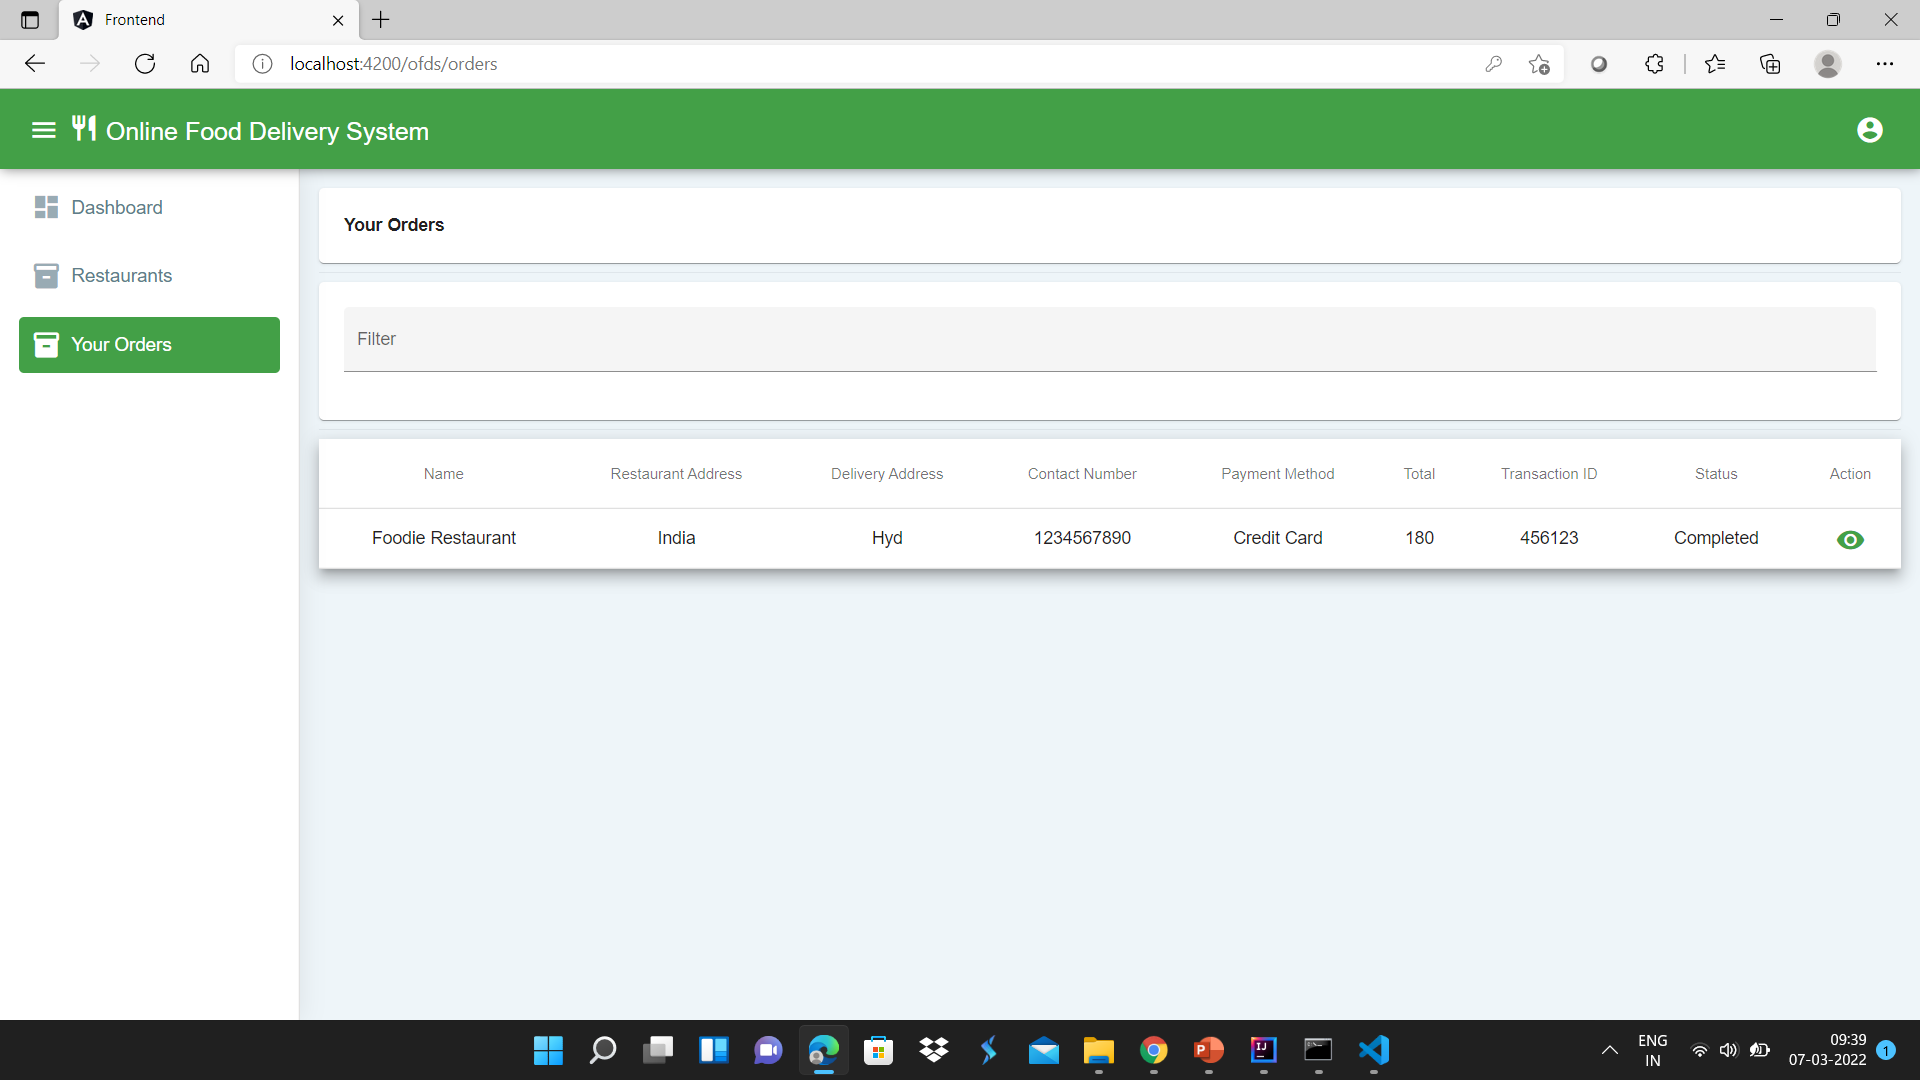 Frontend
localhost:4200/ofds/orders
Online Food Delivery System
Dashboard
Restaurants
Your Orders
Your Orders
Filter
Name Restaurant Address Delivery Address Contact Number Payment Method Total Transaction ID Status Action
Foodie Restaurant India Hyd 1234567890 Credit Card 180 456123 Completed
ENG
IN
09:39
07-03-2022
1